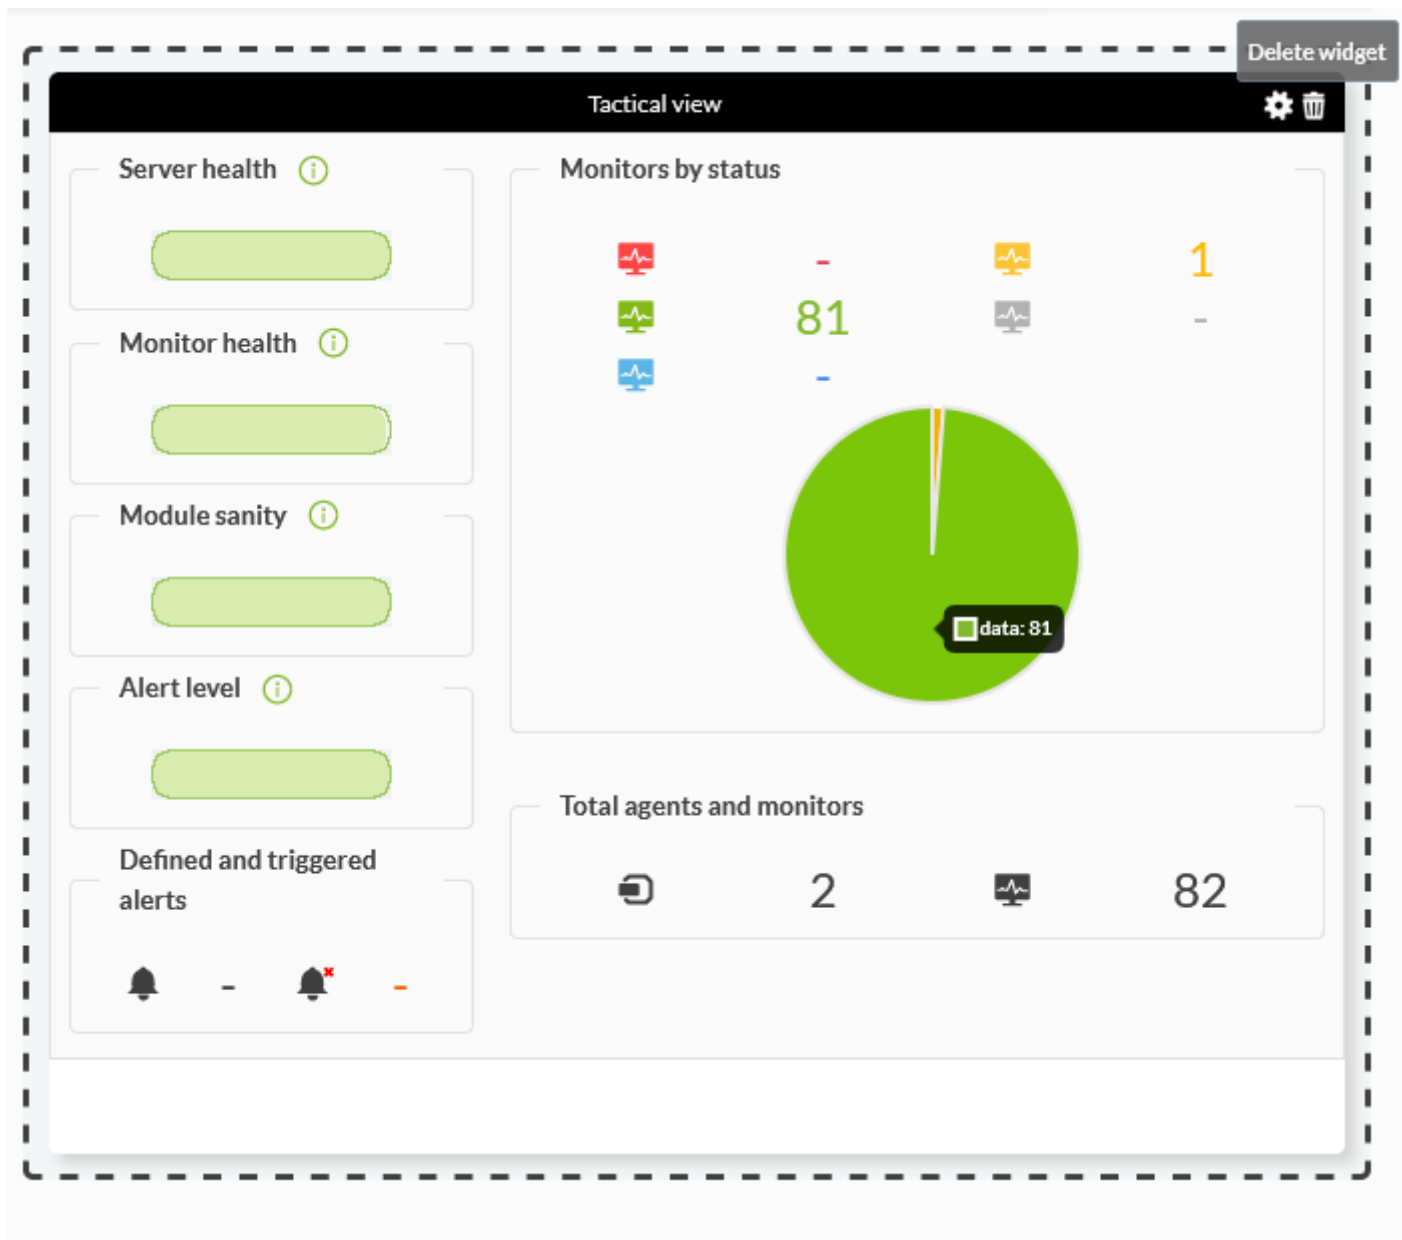 Delete widget
Tactical view
Server health
Monitor health
Module sanity
Alert level
Defined and triggered
alerts
- -
Monitors by status
- 1
81 -
-
data: 81
Total agents and monitors
2 82